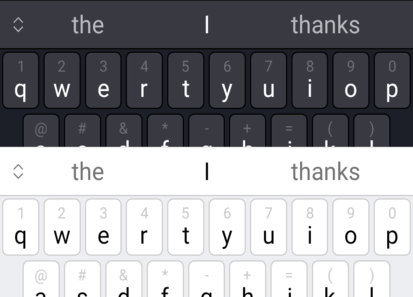 the I thanks
1 2 3 4 5 6 7 8 9 0
q w e r t y u i o p
@ # & * - + = ( )
a s d f g h j k l
the I thanks
1 2 3 4 5 6 7 8 9 0
q w e r t y u i o p
@ # & * - + = ( )
a s d f g h j k l